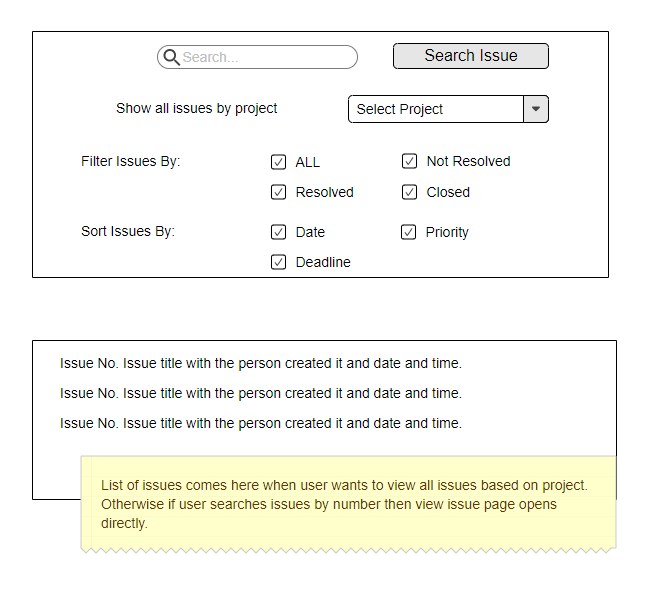 Search...
Search Issue
Show all issues by project
Select Project
Filter Issues By:
ALL
Not Resolved
Resolved
Closed
Sort Issues By:
Date
Priority
Deadline
Issue No. Issue title with the person created it and date and time.
Issue No. Issue title with the person created it and date and time.
Issue No. Issue title with the person created it and date and time.
List of issues comes here when user wants to view all issues based on project.
Otherwise if user searches issues by number then view issue page opens
directly.